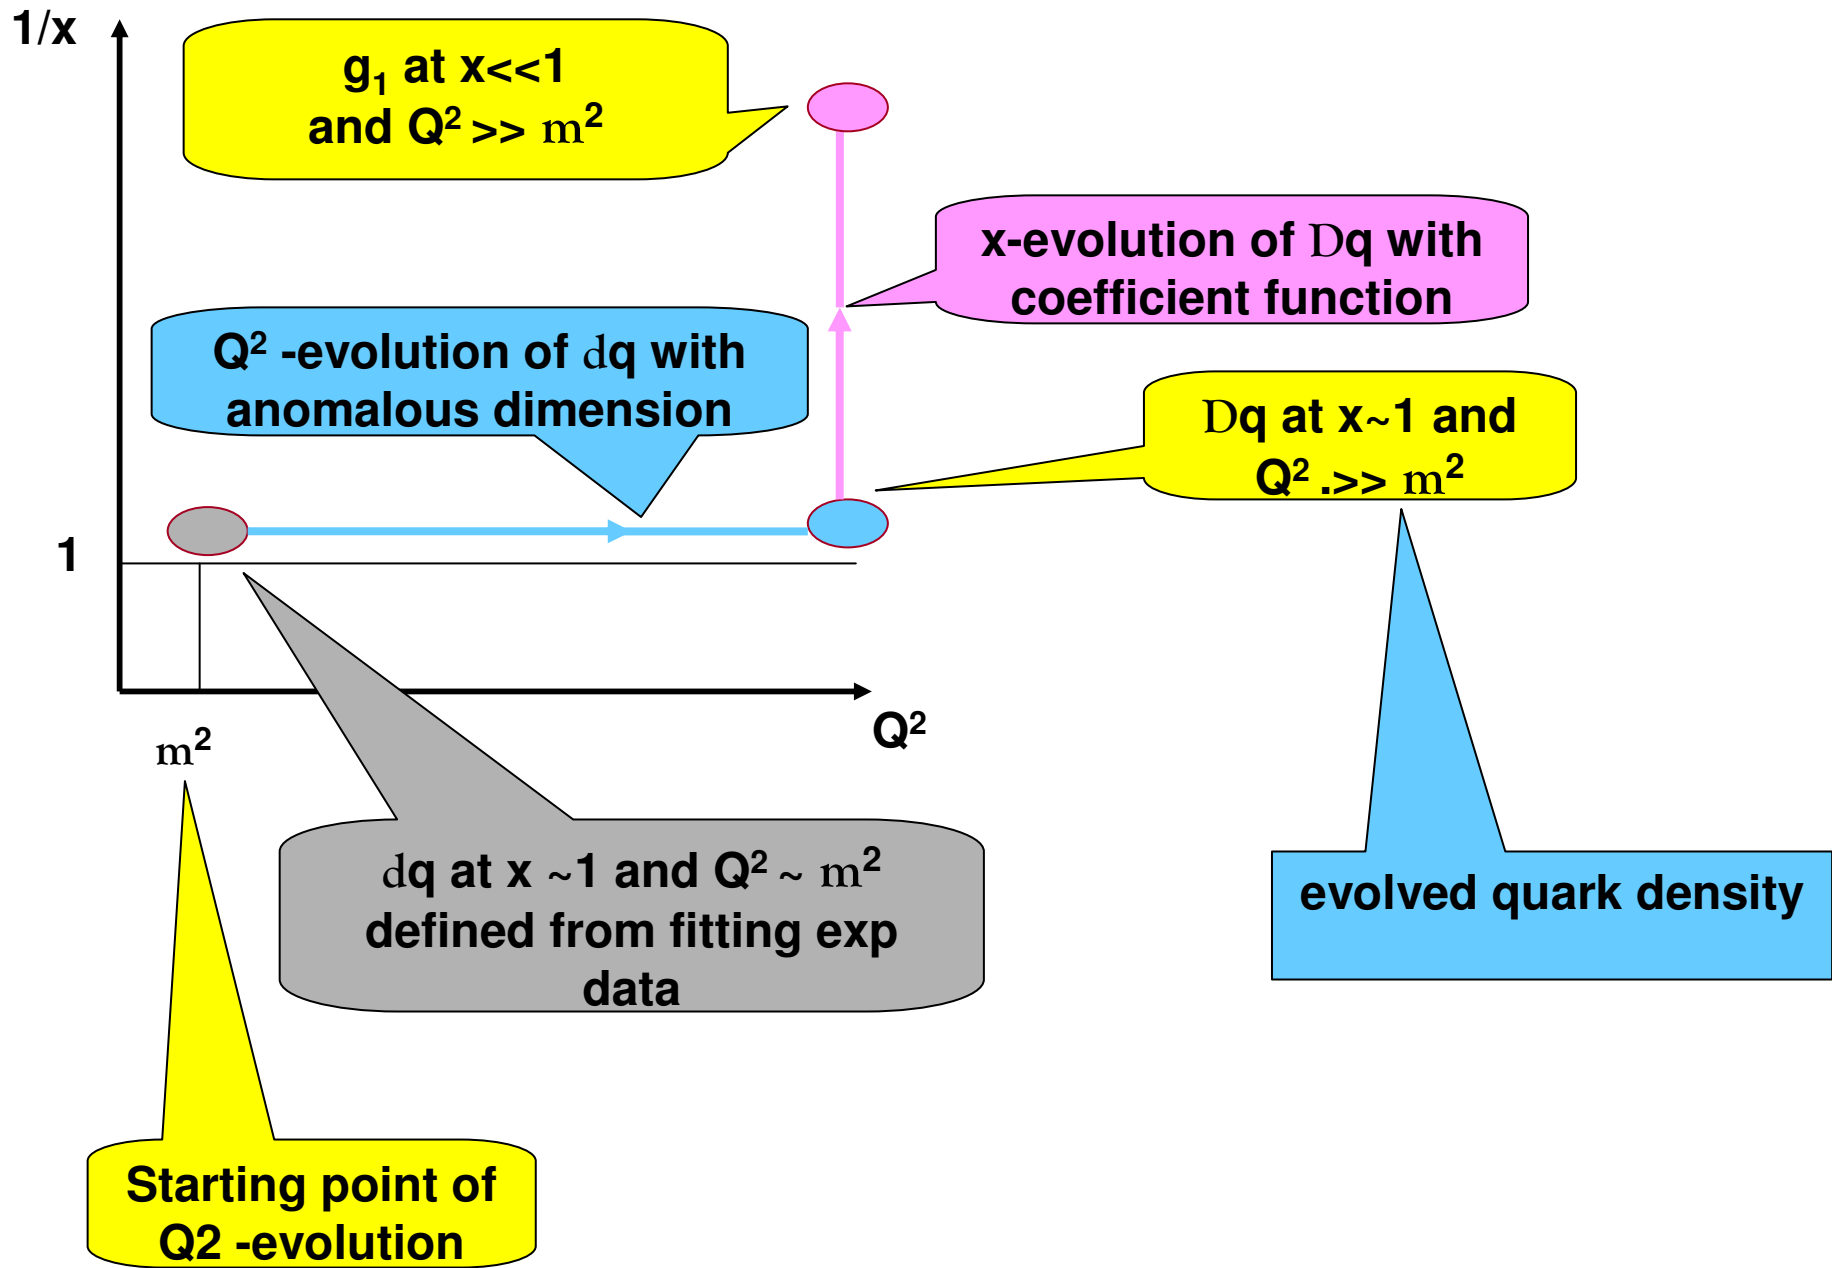 1/x
g₁ at x<<1
and Q² >> m²
x-evolution of Dq with
coefficient function
Q² -evolution of dq with
anomalous dimension
Dq at x~1 and
Q² .>> m²
1
Q²
m²
dq at x ~1 and Q² ~ m²
defined from fitting exp
data
evolved quark density
Starting point of
Q2 -evolution